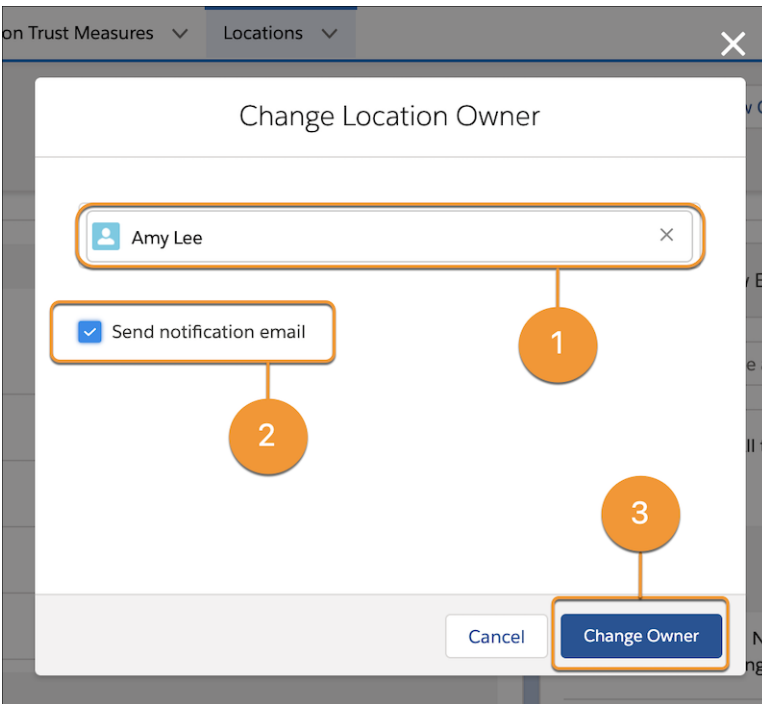 on Trust Measures
Locations
Change Location Owner
Amy Lee
Send notification email
1
2
3
Cancel
Change Owner